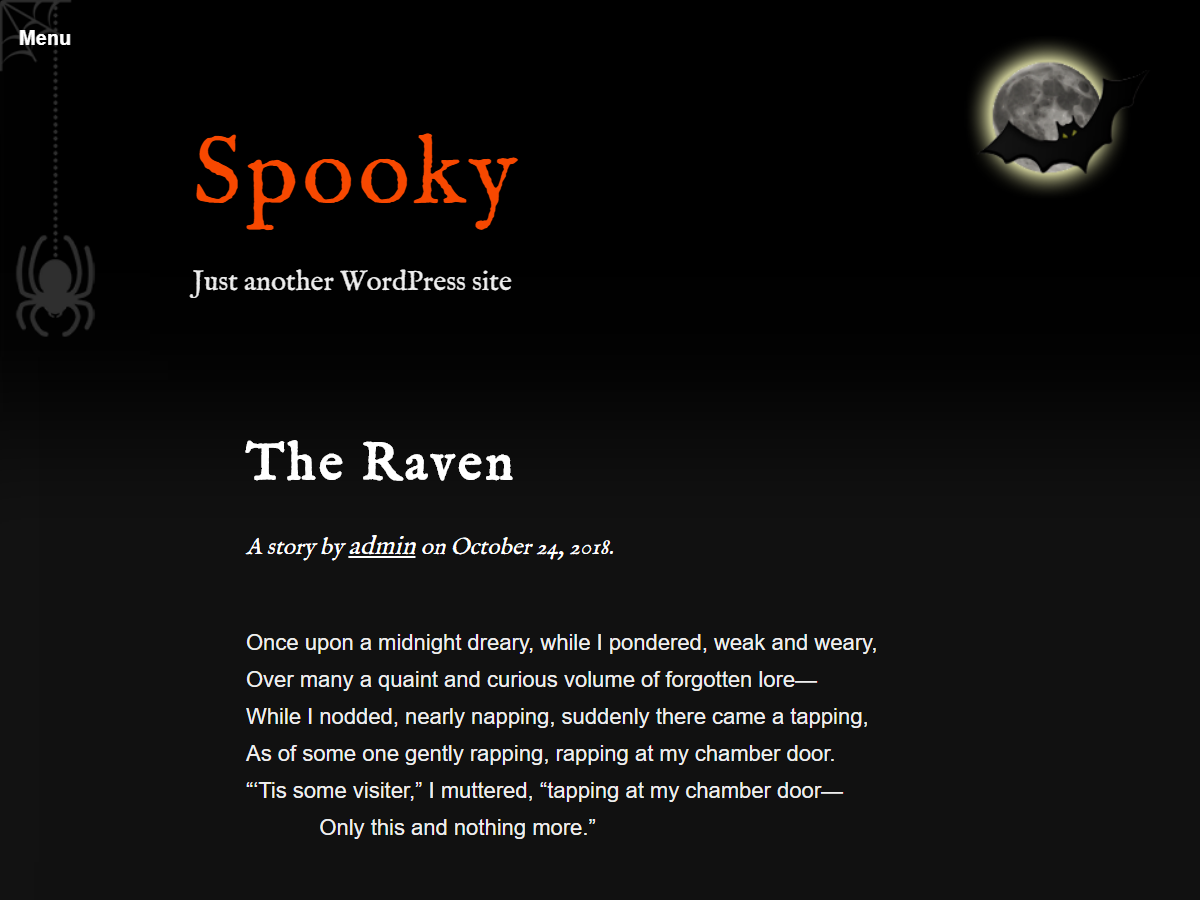 Menu
Spooky
Just another WordPress site
The Raven
A story by admin on October 24, 2018.
Once upon a midnight dreary, while I pondered, weak and weary,
Over many a quaint and curious volume of forgotten lore—
While I nodded, nearly napping, suddenly there came a tapping,
As of some one gently rapping, rapping at my chamber door.
“‘Tis some visiter,” I muttered, “tapping at my chamber door—
Only this and nothing more.”